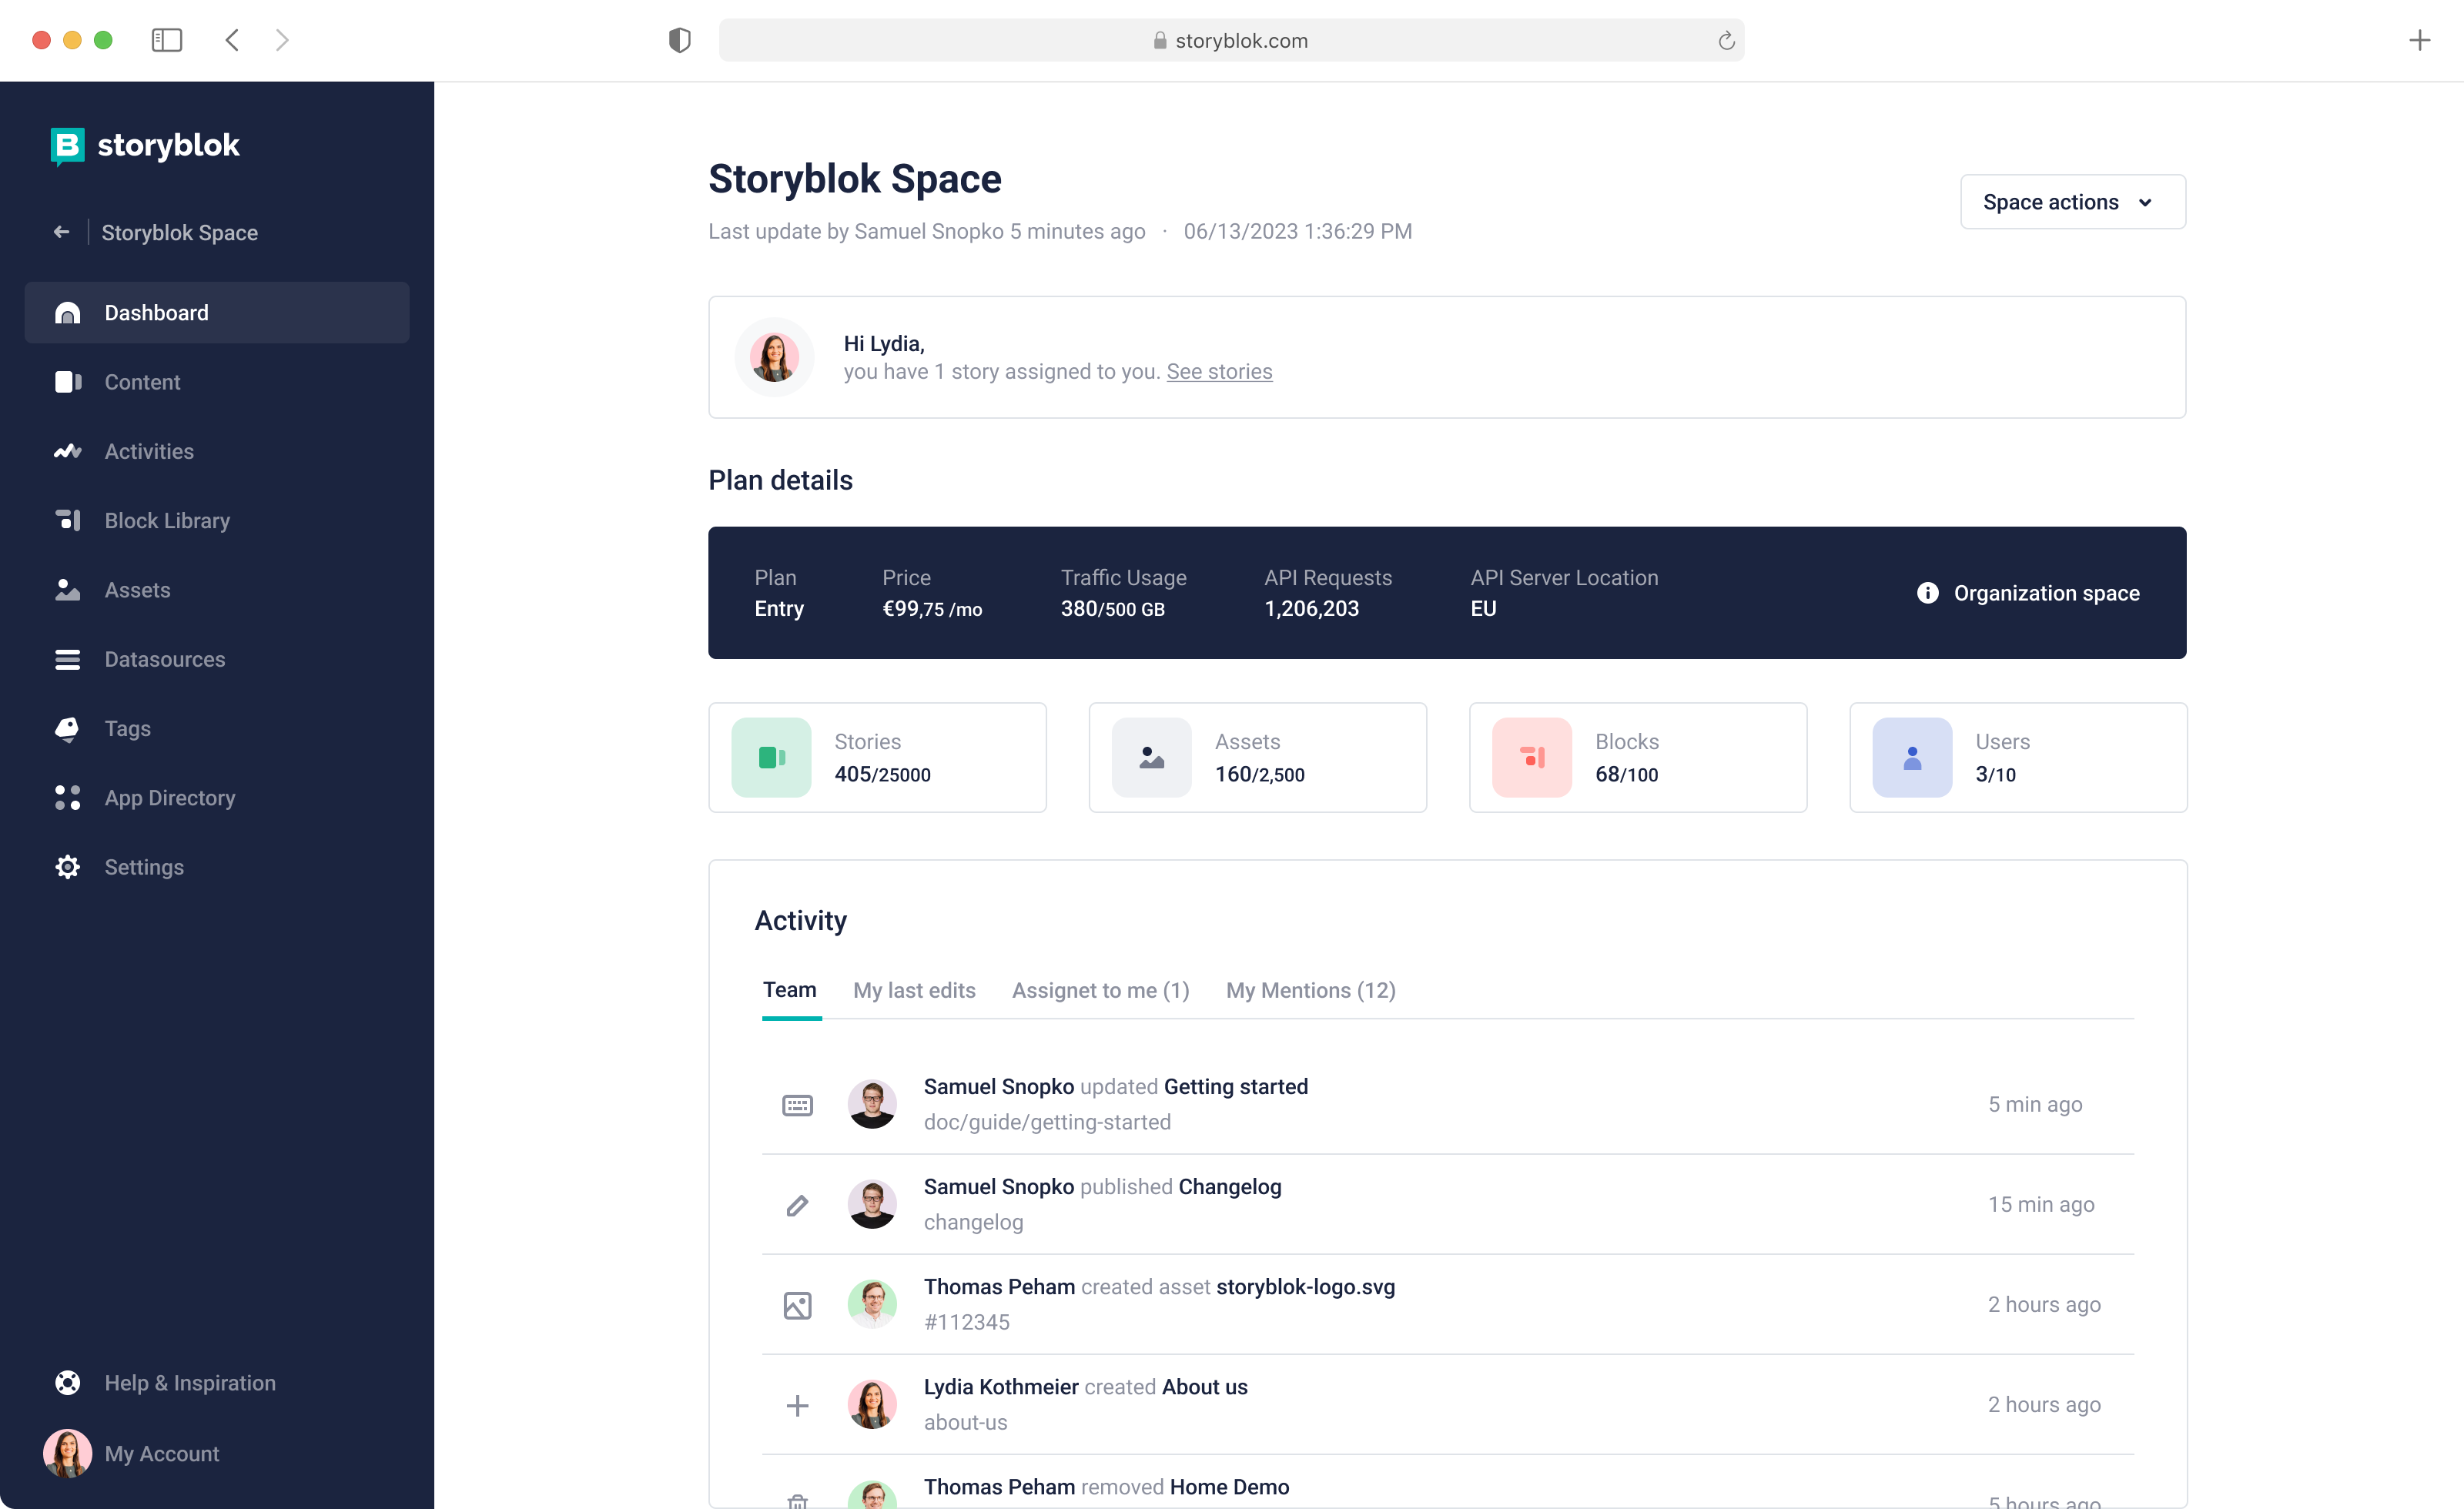 storyblok.com
storyblok
Storyblok Space
Dashboard
Content
Activities
Block Library
Assets
Datasources
Tags
App Directory
Settings
Help & Inspiration
My Account
Storyblok Space
Last update by Samuel Snopko 5 minutes ago · 06/13/2023 1:36:29 PM
Space actions
Hi Lydia,
you have 1 story assigned to you. See stories
Plan details
Plan Price Traffic Usage API Requests API Server Location
Entry €99,75 /mo 380/500 GB 1,206,203 EU
Organization space
Stories
405/25000
Assets
160/2,500
Blocks
68/100
Users
3/10
Activity
Team My last edits Assignet to me (1) My Mentions (12)
Samuel Snopko updated Getting started
doc/guide/getting-started
5 min ago
Samuel Snopko published Changelog
changelog
15 min ago
Thomas Peham created asset storyblok-logo.svg
#112345
2 hours ago
Lydia Kothmeier created About us
about-us
2 hours ago
Thomas Peham removed Home Demo
5 hours ago